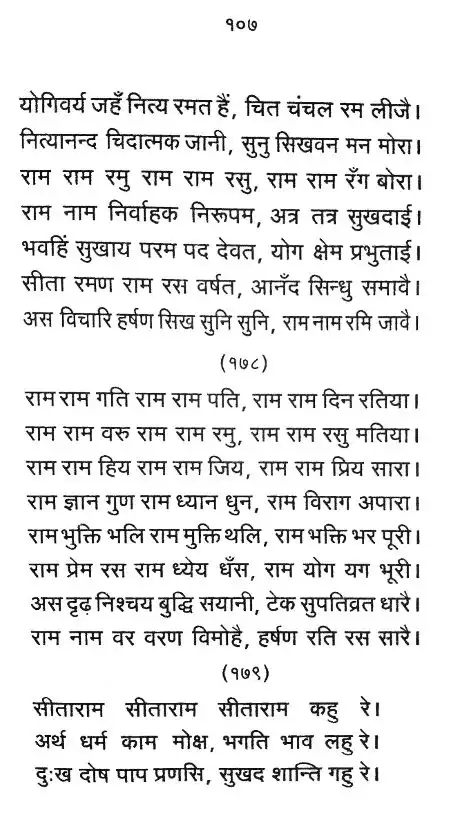 १०७
योगिवर्य जहँ नित्य रमत हैं, चित चंचल रम लीजै।
नित्यानन्द चिदात्मक जानी, सुनु सिखवन मन मोरा।
राम राम रमु राम राम रसु, राम राम रँग बोरा।
राम नाम निर्वाहक निरूपम, अत्र तत्र सुखदाई।
भवहिं सुखाय परम पद देवत, योग क्षेम प्रभुताई।
सीता रमण राम रस वर्षत, आनँद सिन्धु समावै।
अस विचारि हर्षण सिख सुनि सुनि, राम नाम रमि जावै।
(१७८)
राम राम गति राम राम पति, राम राम दिन रतिया।
राम राम वरु राम राम रमु, राम राम रसु मतिया।
राम राम हिय राम राम जिय, राम राम प्रिय सारा।
राम ज्ञान गुण राम ध्यान धुन, राम विराग अपारा।
राम भुक्ति भलि राम मुक्ति थलि, राम भक्ति भर पूरी।
राम प्रेम रस राम ध्येय धँस, राम योग यग भूरी।
अस दृढ़ निश्चय बुद्धि सयानी, टेक सुपतिव्रत धारै।
राम नाम वर वरण विमोहै, हर्षण रति रस सारै।
(१७९)
सीताराम सीताराम सीताराम कहु रे।
अर्थ धर्म काम मोक्ष, भगति भाव लहु रे।
दुःख दोष पाप प्रणसि, सुखद शान्ति गहु रे।